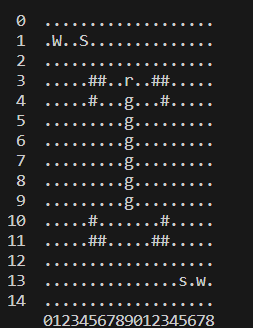 0 ...................
1 .W..S..............
2 ...................
3 .....##..r..##.....
4 .....#...g...#.....
5 .........g.........
6 .........g.........
7 .........g.........
8 .........g.........
9 .........g.........
10 .....#.......#.....
11 .....##.....##.....
12 ...................
13 ...............s.w.
14 ...................
0123456789012345678